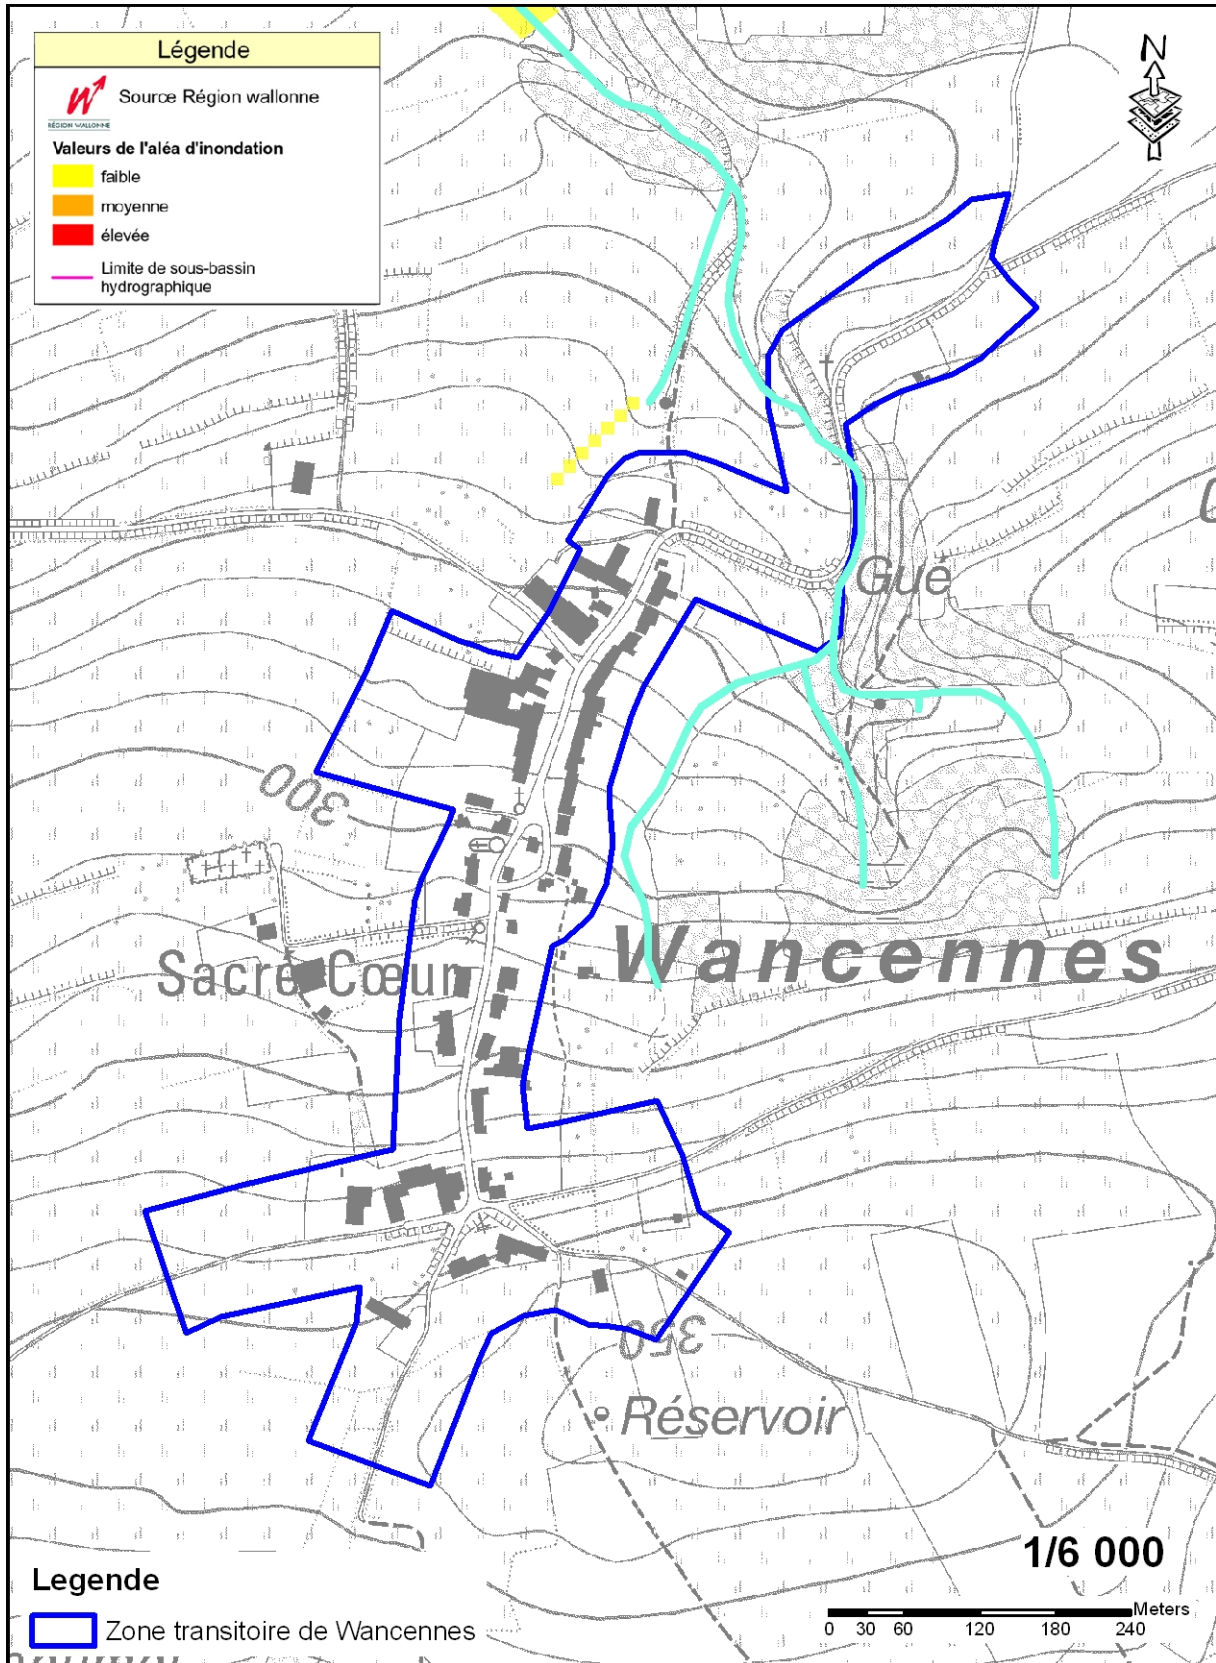 Légende
Source Région wallonne
RÉGION WALLONNE
Valeurs de l'aléa d'inondation
faible
moyenne
élevée
Limite de sous-bassin
hydrographique
N
Gué
300
Wancennes
Sacré Cœur
350
Réservoir
1/6 000
Legende
Zone transitoire de Wancennes
Meters
0 30 60 120 180 240